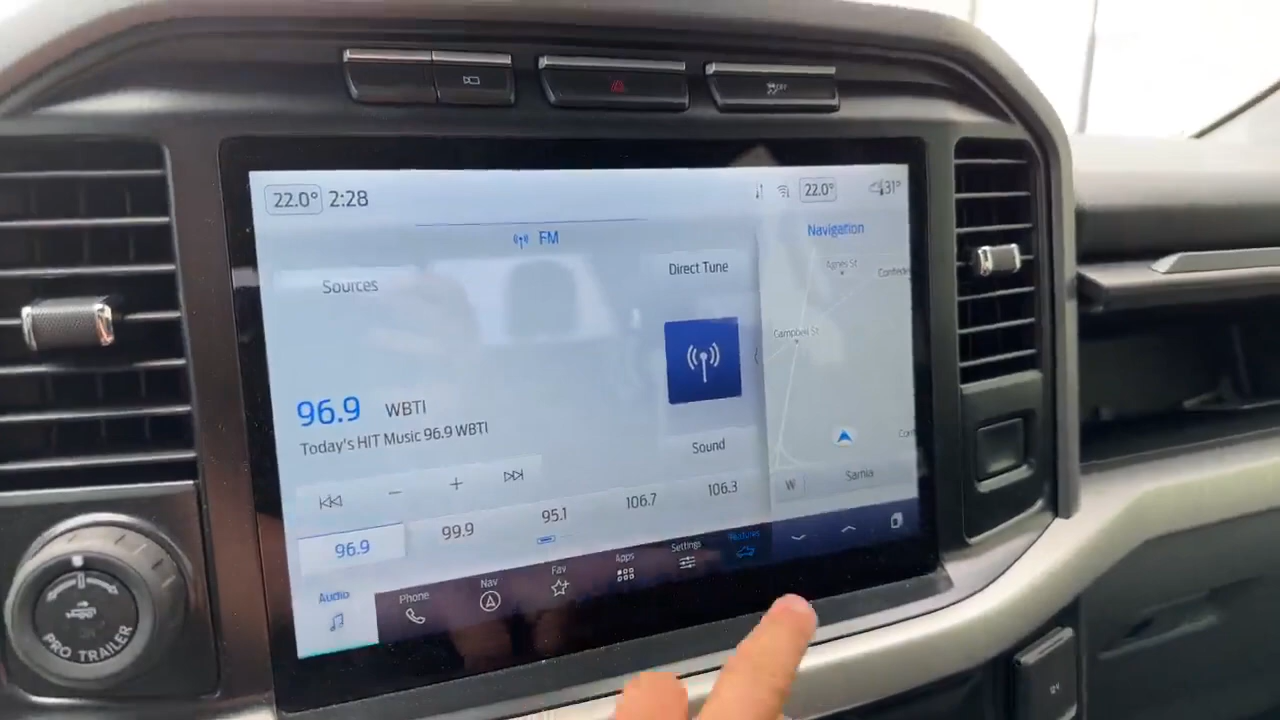 OFF
22.0° 2:28
22.0°
31°
FM
Navigation
Sources
Direct Tune
Agnes St
Confede
Campbell St
96.9 WBTI
Today's HIT Music 96.9 WBTI
Sound
Sarnia
W
96.9
99.9
95.1
106.7
106.3
Audio
Phone
Nav
Fav
Apps
Settings
Features
PRO TRAILER